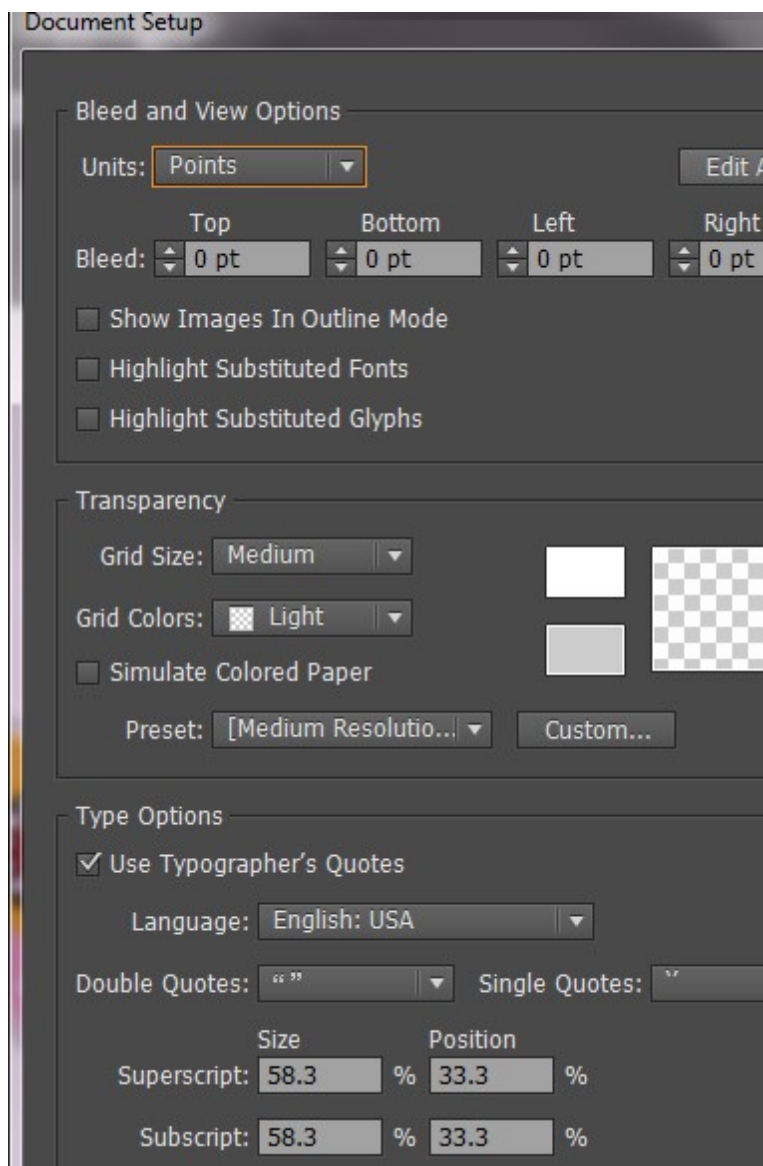 Document Setup
Bleed and View Options
Units: Points Edit A
Top Bottom Left Right
Bleed: 0 pt 0 pt 0 pt 0 pt
Show Images In Outline Mode
Highlight Substituted Fonts
Highlight Substituted Glyphs
Transparency
Grid Size: Medium
Grid Colors: Light
Simulate Colored Paper
Preset: [Medium Resolutio... Custom...
Type Options
Use Typographer’s Quotes
Language: English: USA
Double Quotes: “ ” Single Quotes: ‘’
Size Position
Superscript: 58.3 % 33.3 %
Subscript: 58.3 % 33.3 %